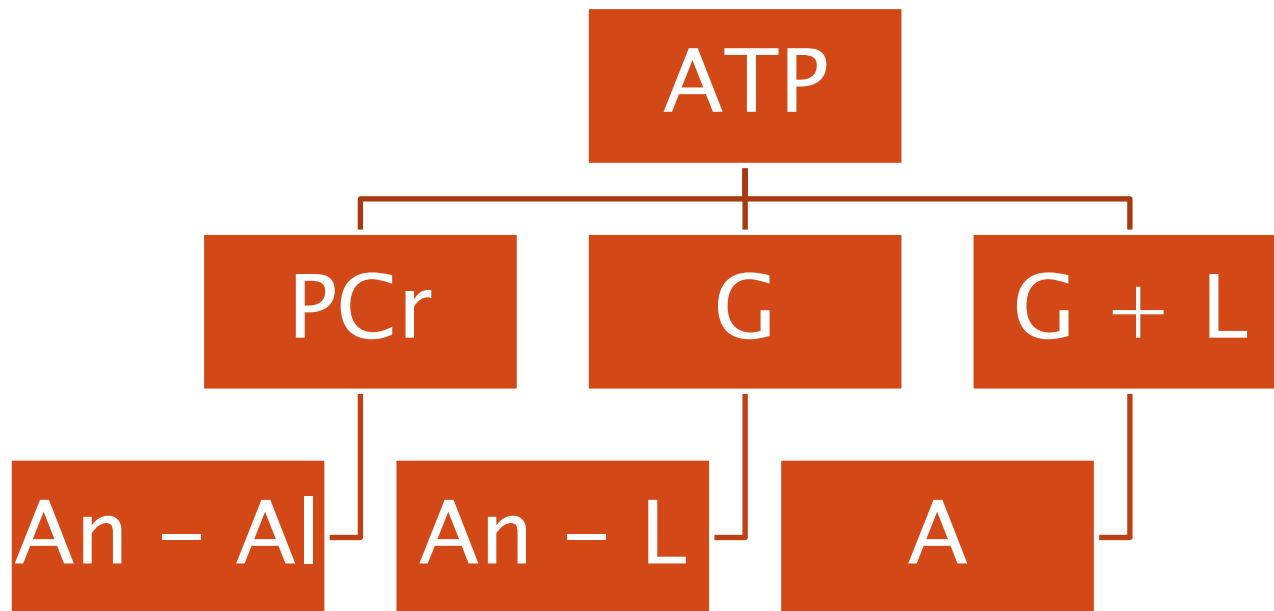 ATP
PCr
G
G + L
An – Al
An – L
A